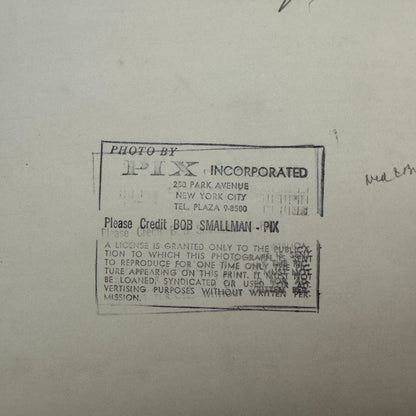 PHOTO BY
PIX INCORPORATED
250 PARK AVENUE
NEW YORK CITY
TEL. PLAZA 9-8500
Please Credit BOB SMALLMAN - PIX
A LICENSE IS GRANTED ONLY TO THE PUBLICA-
TION TO WHICH THIS PHOTOGRAPH IS SENT
TO REPRODUCE FOR ONE TIME ONLY THE PIC-
TURE APPEARING ON THIS PRINT. IT MUST NOT
BE LOANED, SYNDICATED OR USED FOR AD-
VERTISING PURPOSES WITHOUT WRITTEN PER-
MISSION.